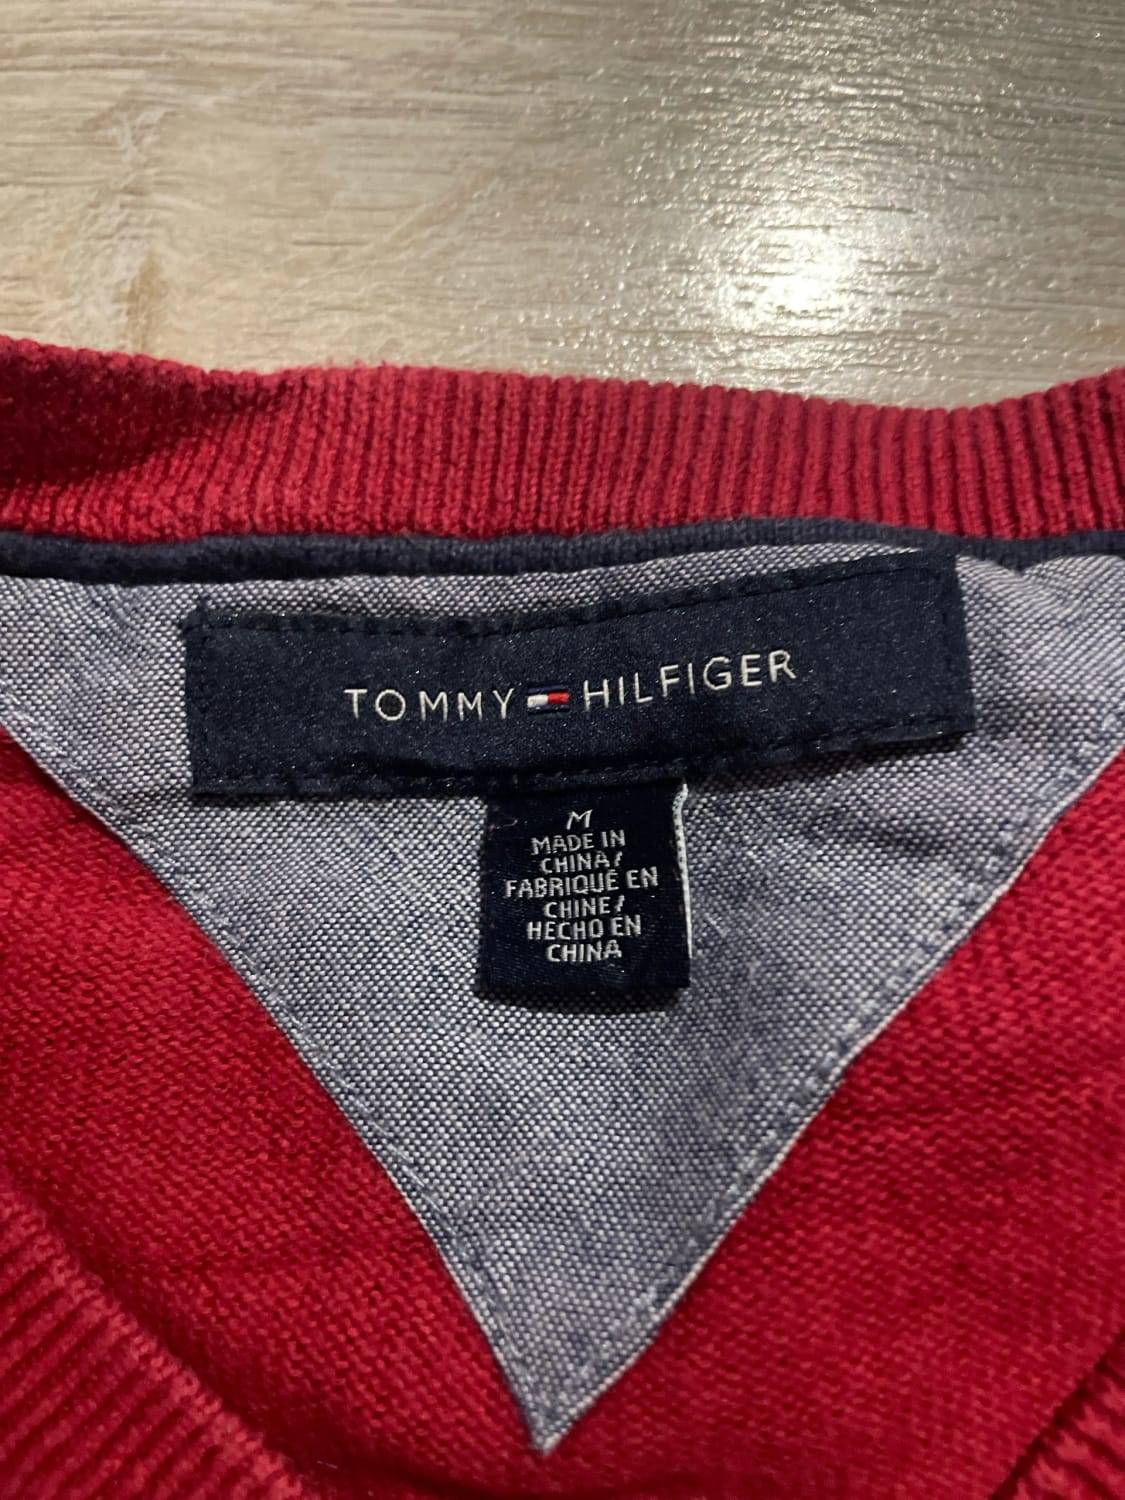 TOMMY HILFIGER
M
MADE IN
CHINA/
FABRIQUÉ EN
CHINE/
HECHO EN
CHINA